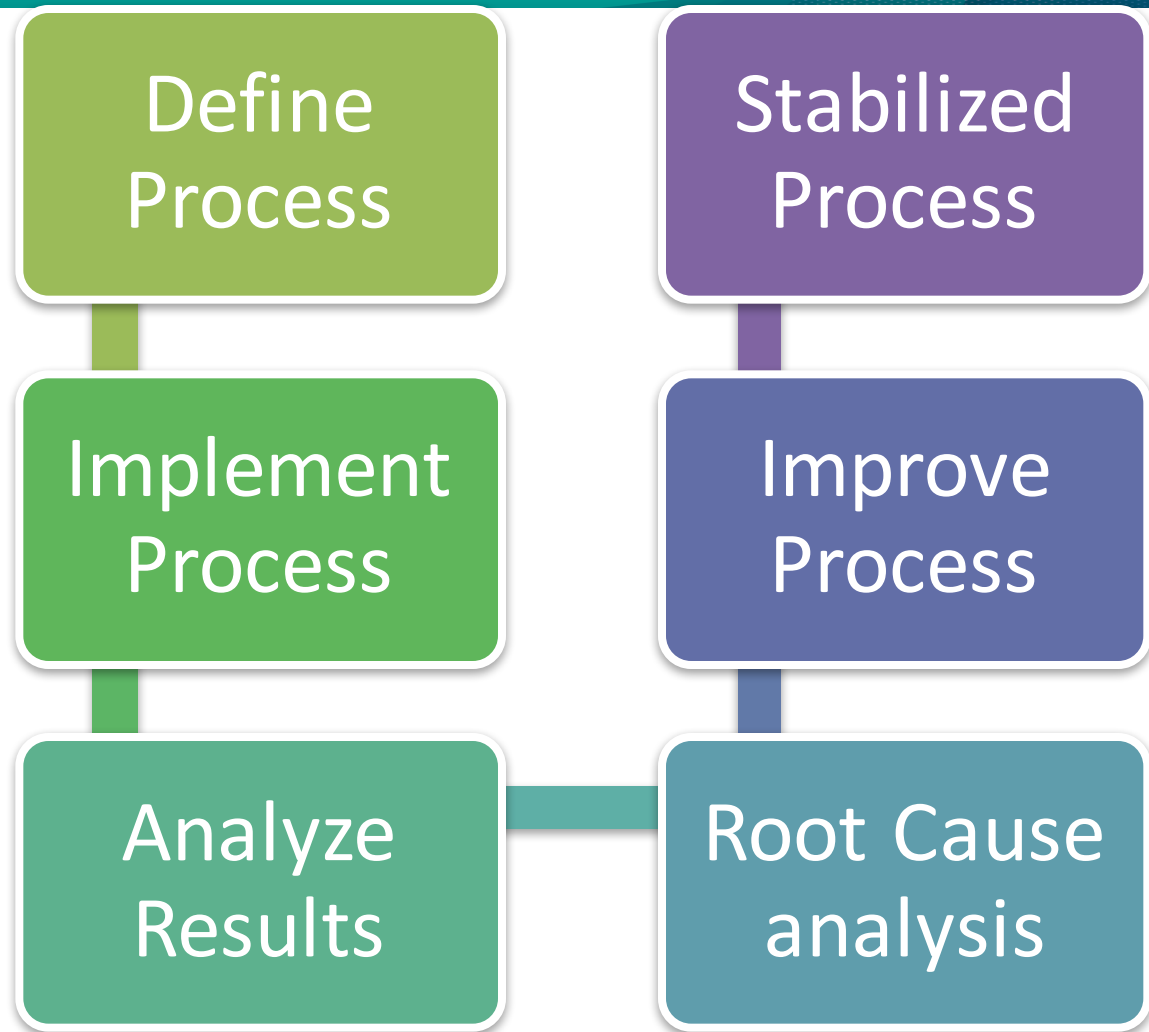 Define
Process
Implement
Process
Analyze
Results
Root Cause
analysis
Improve
Process
Stabilized
Process